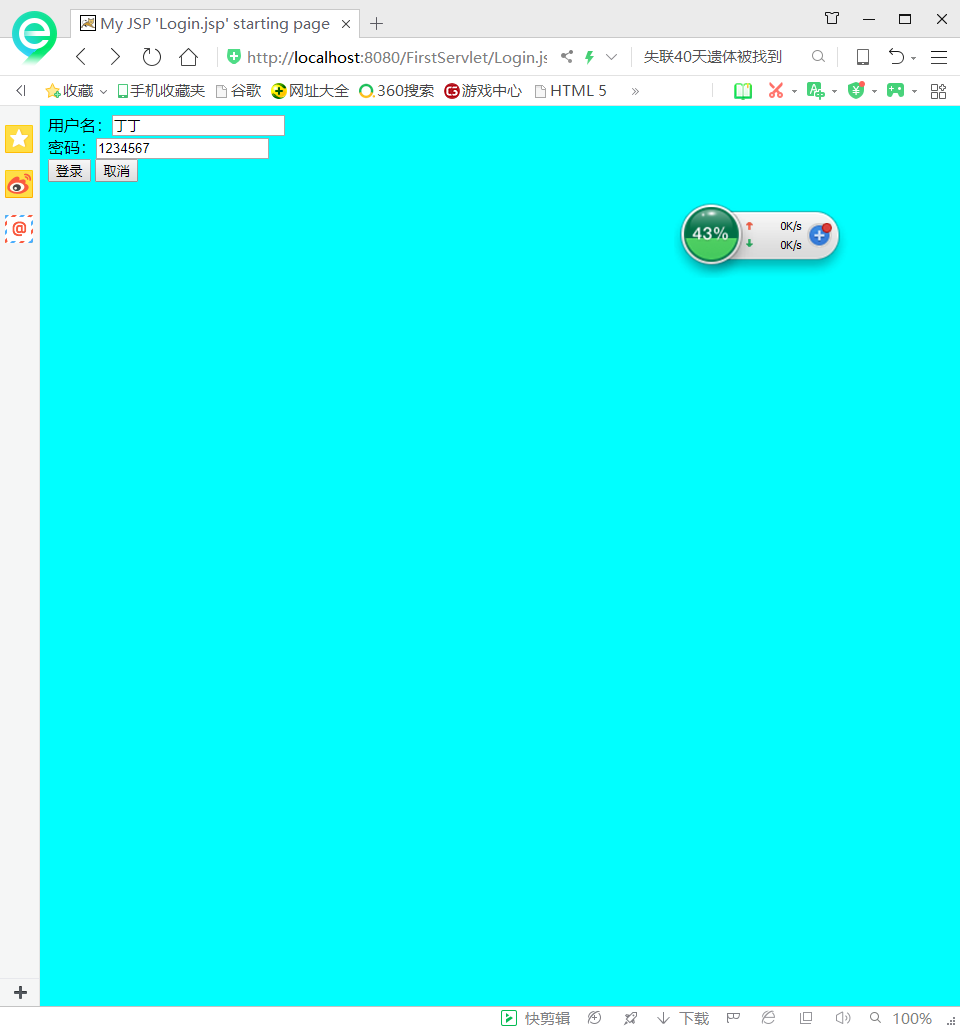 My JSP 'Login.jsp' starting page
http://localhost:8080/FirstServlet/Login.js
失联40天遗体被找到
收藏 手机收藏夹 谷歌 网址大全 360搜索 游戏中心 HTML 5 »
用户名：丁丁
密码：1234567
登录 取消
43% 0K/s
0K/s
快剪辑 下载 100%